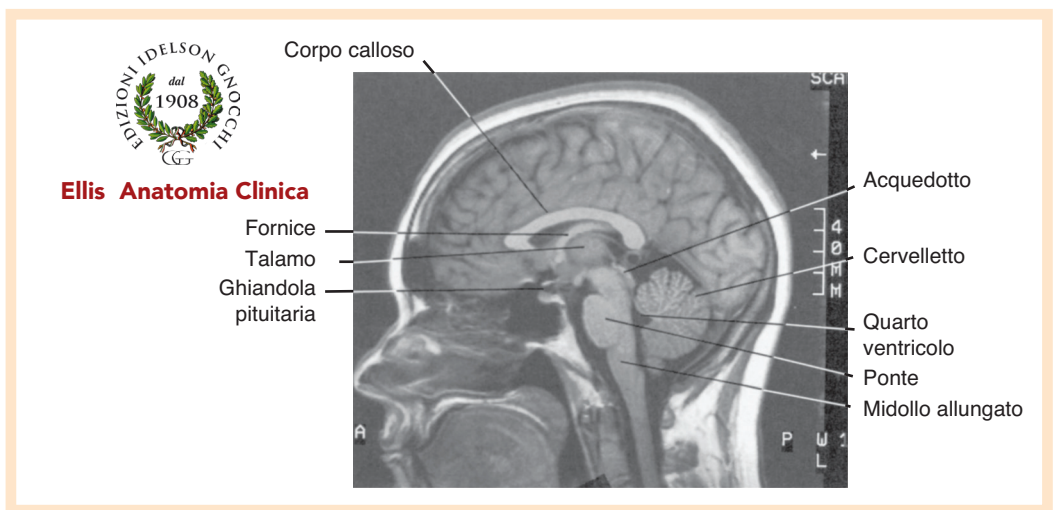 EDIZIONI IDELSON GNOCCHI
dal
1908
Ellis Anatomia Clinica
Corpo calloso
Fornice
Talamo
Ghiandola
pituitaria
SCA
4
0
M
M
A
P W 1
L
Acquedotto
Cervelletto
Quarto
ventricolo
Ponte
Midollo allungato